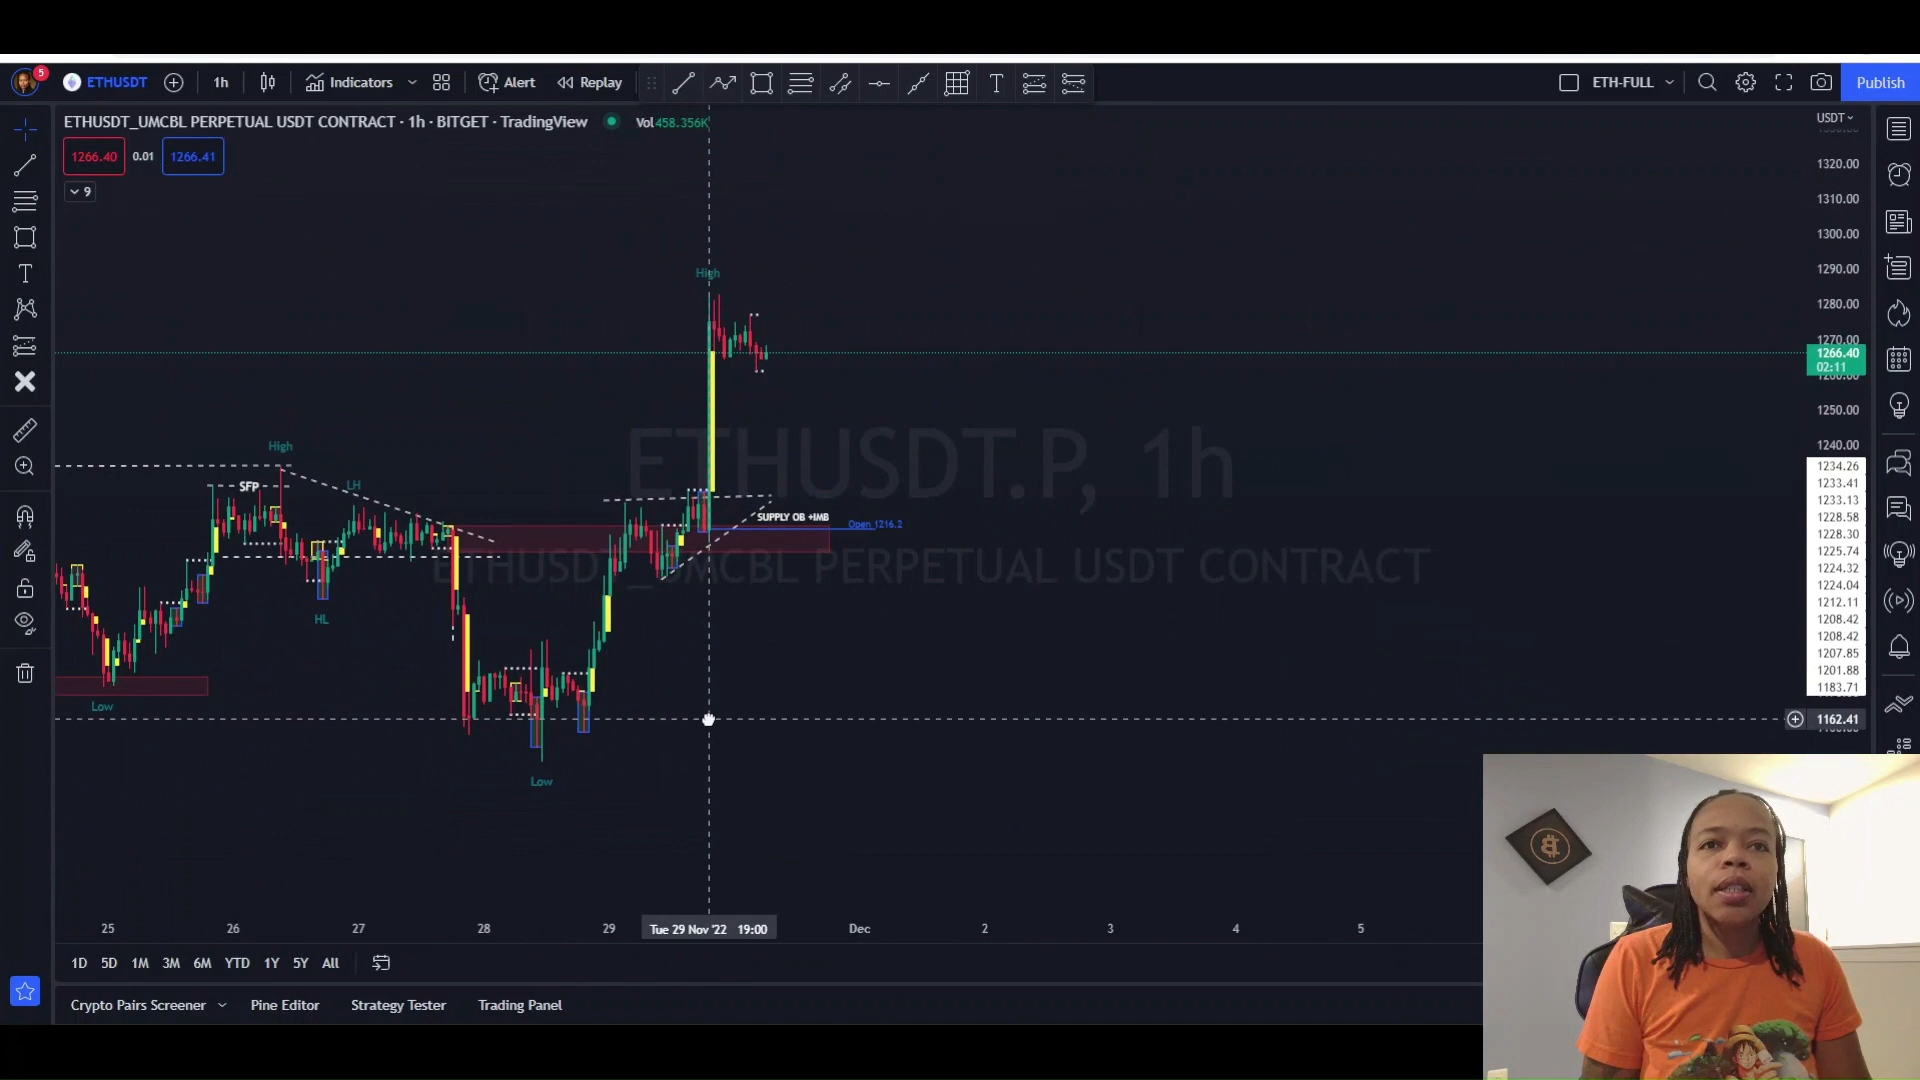 5 ETHUSDT 1h Indicators Alert Replay T ETH-FULL Publish
ETHUSDT_UMCBL PERPETUAL USDT CONTRACT · 1h · BITGET · TradingView Vol 458.356K
USDT
1266.40 0.01 1266.41
9
1320.00
1310.00
1300.00
1290.00
High
1280.00
1270.00
1266.40
02:11
1250.00
1240.00
High
ETHUSDT.P, 1h
1234.26
SFP
LH
1233.41
1233.13
1228.58
SUPPLY OB +IMB
Open 1216.2
1228.30
1225.74
ETHUSDT_UMCBL PERPETUAL USDT CONTRACT
1224.32
1224.04
1212.11
HL
1208.42
1208.42
1207.85
1201.88
1183.71
Low
1162.41
Low
25 26 27 28 29 Tue 29 Nov '22 19:00 Dec 2 3 4 5
1D 5D 1M 3M 6M YTD 1Y 5Y All
Crypto Pairs Screener Pine Editor Strategy Tester Trading Panel